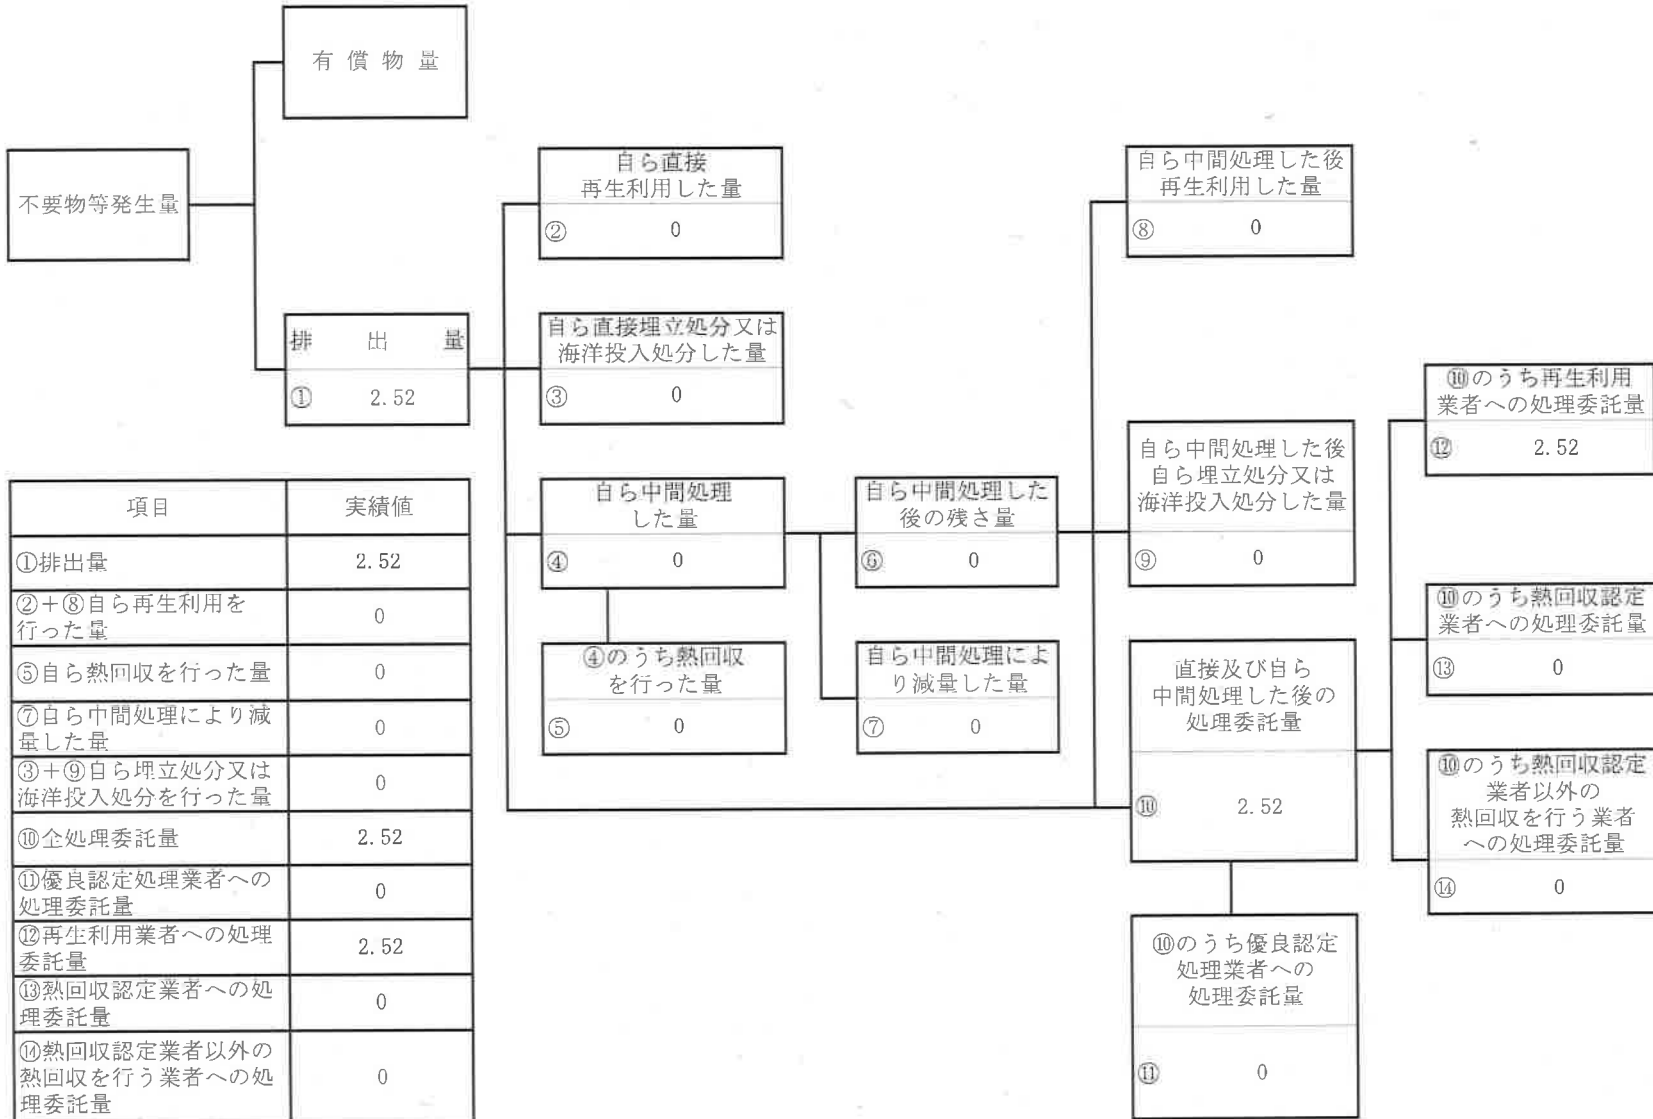 有償物量
不要物等発生量
排出量
① 2.52
自ら直接
再生利用した量
② 0
自ら直接埋立処分又は
海洋投入処分した量
③ 0
自ら中間処理
した量
④ 0
④のうち熱回収
を行った量
⑤ 0
自ら中間処理した
後の残さ量
⑥ 0
自ら中間処理によ
り減量した量
⑦ 0
自ら中間処理した後
再生利用した量
⑧ 0
自ら中間処理した後
自ら埋立処分又は
海洋投入処分した量
⑨ 0
直接及び自ら
中間処理した後の
処理委託量
⑩ 2.52
⑩のうち優良認定
処理業者への
処理委託量
⑪ 0
⑩のうち再生利用
業者への処理委託量
⑫ 2.52
⑩のうち熱回収認定
業者への処理委託量
⑬ 0
⑩のうち熱回収認定
業者以外の
熱回収を行う業者
への処理委託量
⑭ 0
項目 実績値
①排出量 2.52
②+⑧自ら再生利用を
行った量 0
⑤自ら熱回収を行った量 0
⑦自ら中間処理により減
量した量 0
③+⑨自ら埋立処分又は
海洋投入処分を行った量 0
⑩全処理委託量 2.52
⑪優良認定処理業者への
処理委託量 0
⑫再生利用業者への処理
委託量 2.52
⑬熱回収認定業者への処
理委託量 0
⑭熱回収認定業者以外の
熱回収を行う業者への処
理委託量 0